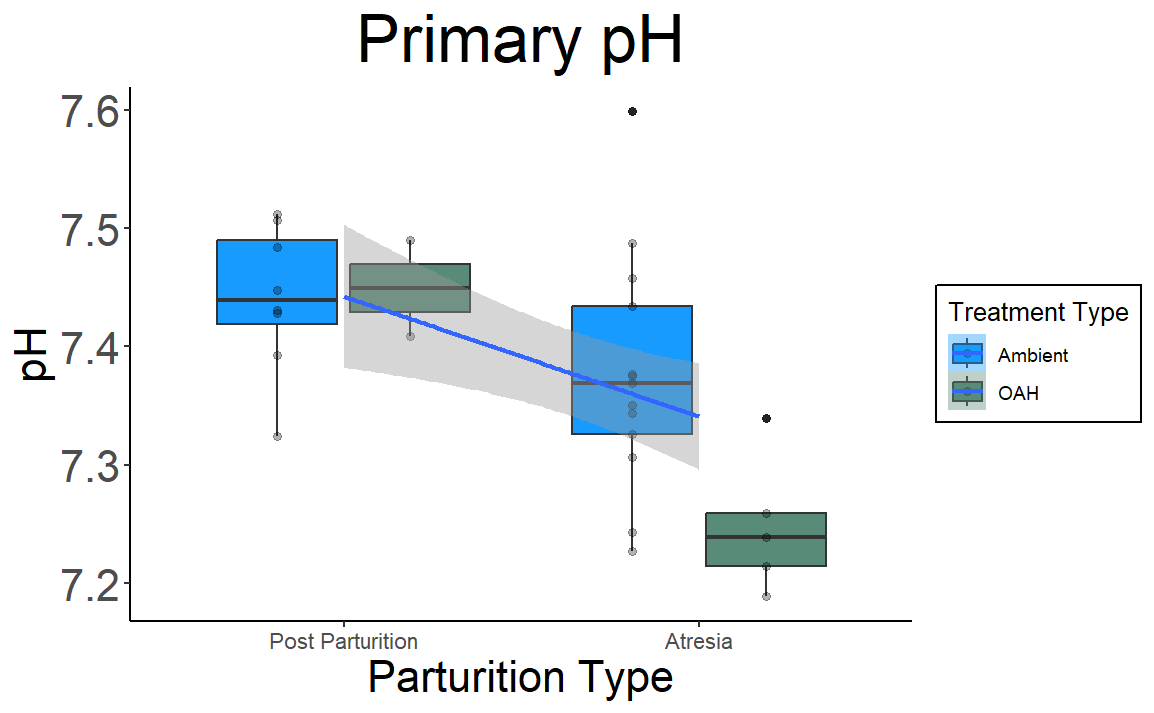 Primary pH
7.6
7.5
7.4
7.3
7.2
pH
Post Parturition
Atresia
Parturition Type
Treatment Type
Ambient
OAH